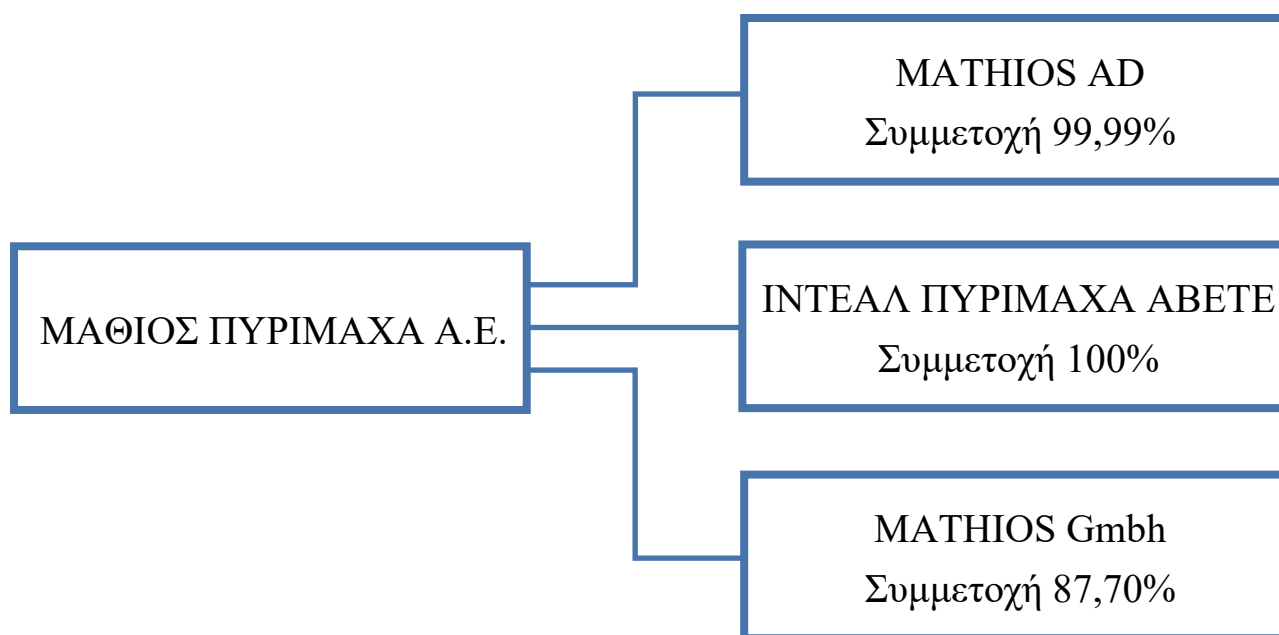 MATHIOS AD
Συμμετοχή 99,99%
ΜΑΘΙΟΣ ΠΥΡΙΜΑΧΑ Α.Ε.
ΙΝΤΕΑΛ ΠΥΡΙΜΑΧΑ ΑΒΕΤΕ
Συμμετοχή 100%
MATHIOS Gmbh
Συμμετοχή 87,70%